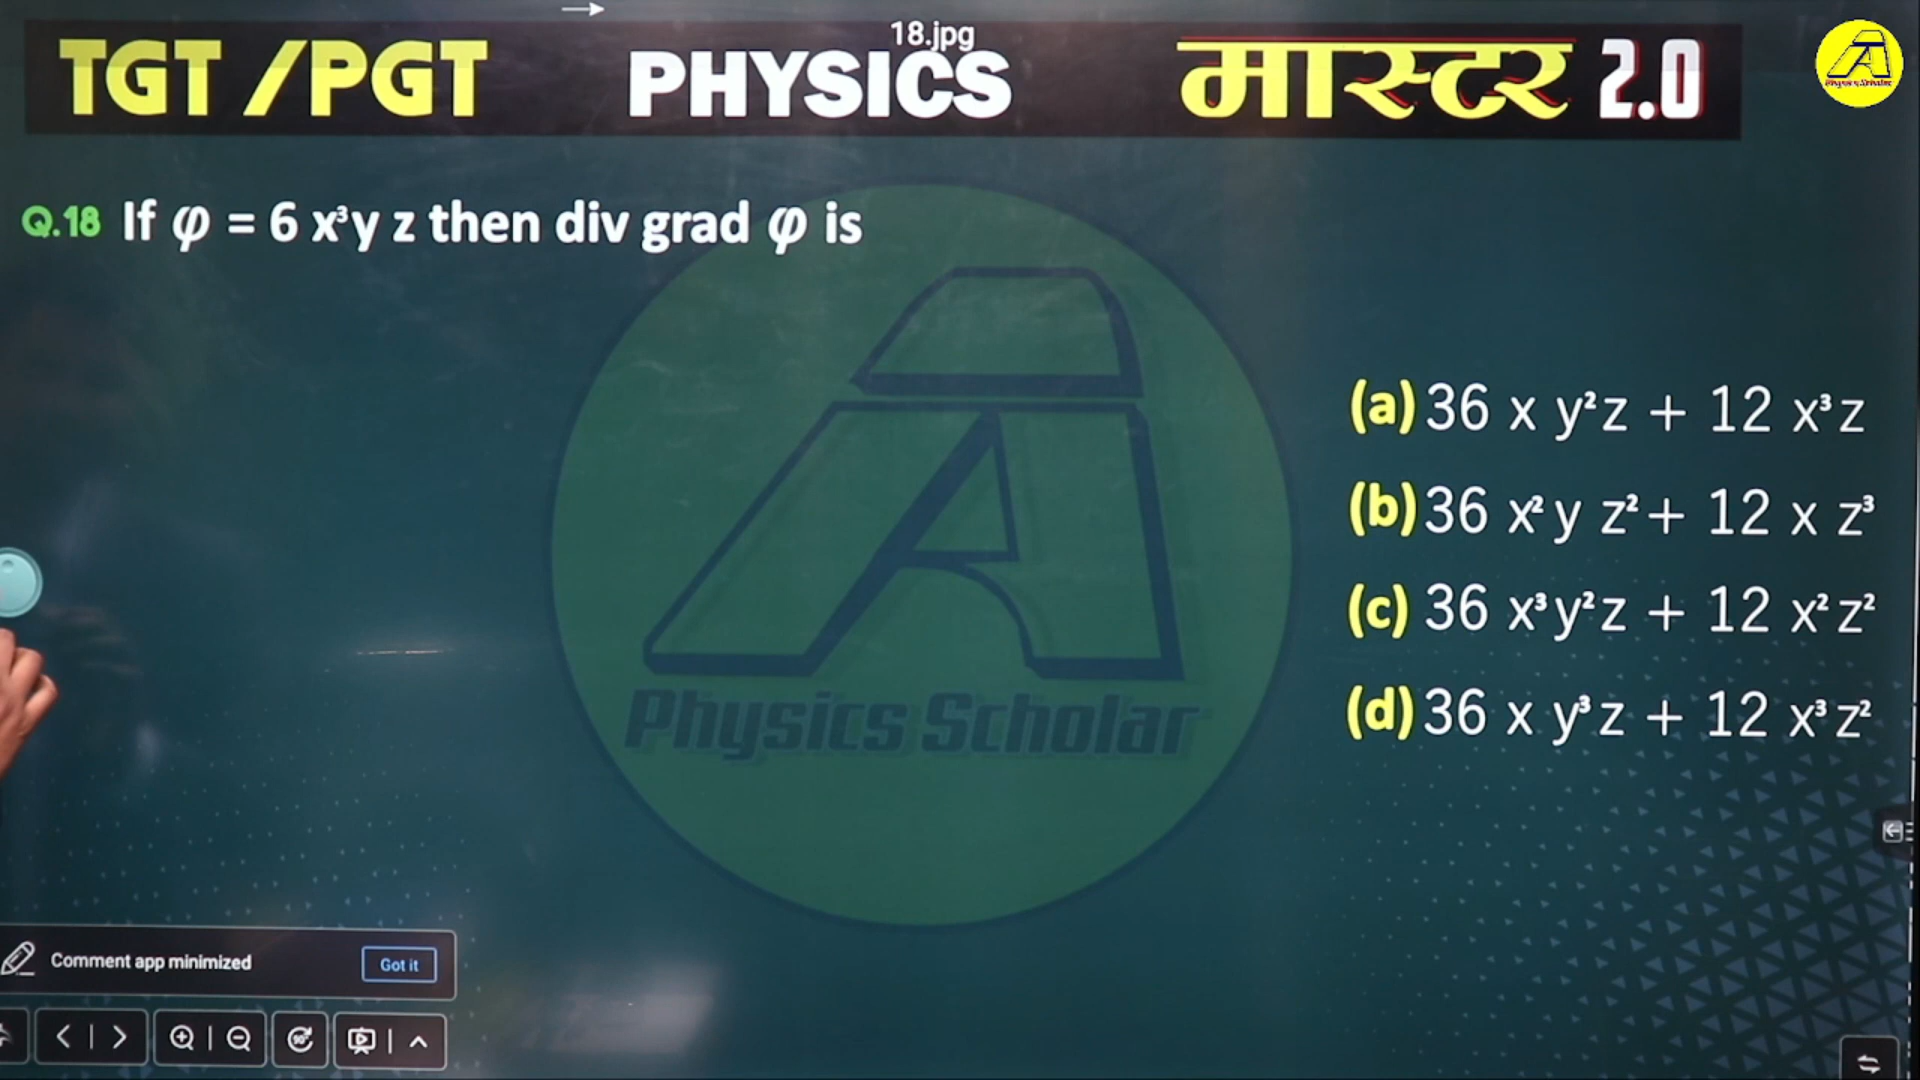 18.jpg
TGT /PGT PHYSICS मास्टर 2.0
Q.18 If φ = 6 x³y z then div grad φ is
(a) 36 x y²z + 12 x³z
(b) 36 x²y z² + 12 x z³
(c) 36 x³y²z + 12 x²z²
(d) 36 x y³z + 12 x³z²
Physics Scholar
Comment app minimized Got it
90°